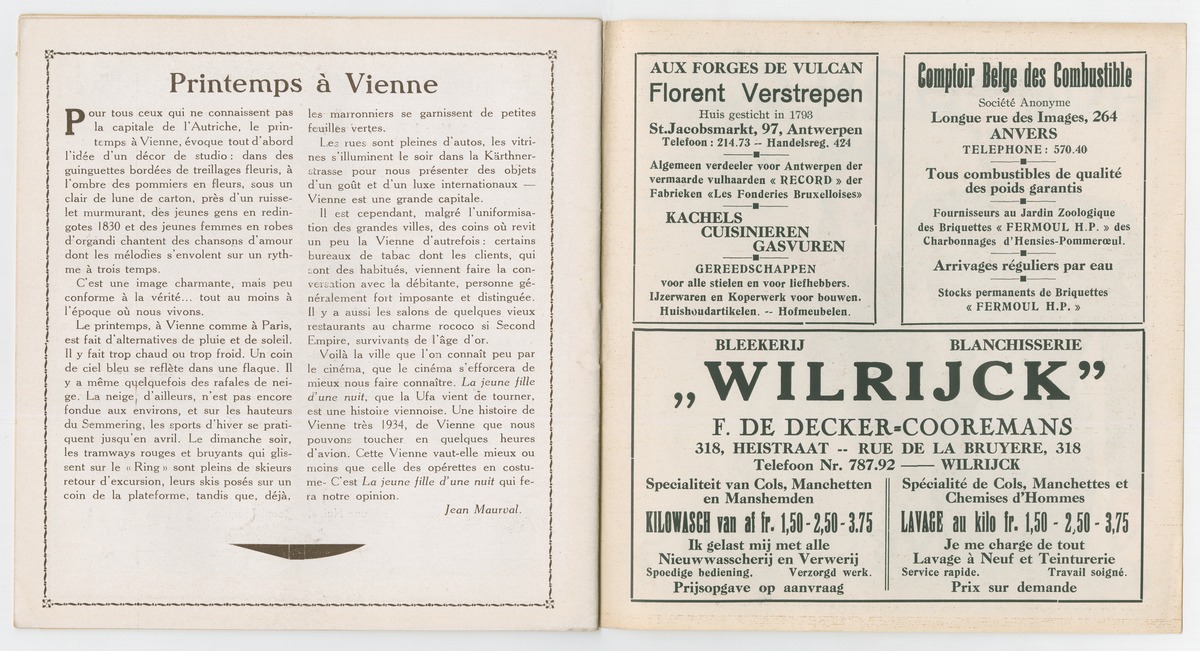 Printemps à Vienne
Pour tous ceux qui ne connaissent pas
la capitale de l'Autriche, le prin-
temps à Vienne, évoque tout d'abord
l'idée d'un décor de studio : dans des
guinguettes bordées de treillages fleuris, à
l'ombre des pommiers en fleurs, sous un
clair de lune de carton, près d'un ruisse-
let murmurant, des jeunes gens en redin-
gotes 1830 et des jeunes femmes en robes
d'organdi chantent des chansons d'amour
dont les mélodies s'envolent sur un ryth-
me à trois temps.
C'est une image charmante, mais peu
conforme à la vérité... tout au moins à
l'époque où nous vivons.
Le printemps, à Vienne comme à Paris,
est fait d'alternatives de pluie et de soleil.
Il y fait trop chaud ou trop froid. Un coin
de ciel bleu se reflète dans une flaque. Il
y a même quelquefois des rafales de nei-
ge. La neige, d'ailleurs, n'est pas encore
fondue aux environs, et sur les hauteurs
du Semmering, les sports d'hiver se prati-
quent jusqu'en avril. Le dimanche soir,
les tramways rouges et bruyants qui glis-
sent sur le « Ring » sont pleins de skieurs
retour d'excursion, leurs skis posés sur un
coin de la plateforme, tandis que, déjà,
les marronniers se garnissent de petites
feuilles vertes.
Les rues sont pleines d'autos, les vitri-
nes s'illuminent le soir dans la Kärthner-
strasse pour nous présenter des objets
d'un goût et d'un luxe internationaux —
Vienne est une grande capitale.
Il est cependant, malgré l'uniformisa-
tion des grandes villes, des coins où revit
un peu la Vienne d'autrefois : certains
bureaux de tabac dont les clients, qui
sont des habitués, viennent faire la con-
versation avec la débitante, personne gé-
néralement fort imposante et distinguée.
Il y a aussi les salons de quelques vieux
restaurants au charme rococo si Second
Empire, survivants de l'âge d'or.
Voilà la ville que l'on connaît peu par
le cinéma, que le cinéma s'efforcera de
mieux nous faire connaître. La jeune fille
d'une nuit, que la Ufa vient de tourner,
est une histoire viennoise. Une histoire de
Vienne très 1934, de Vienne que nous
pouvons toucher en quelques heures
d'avion. Cette Vienne vaut-elle mieux ou
moins que celle des opérettes en costu-
me- C'est La jeune fille d'une nuit qui fe-
ra notre opinion.
Jean Maurval.
AUX FORGES DE VULCAN
Florent Verstrepen
Huis gesticht in 1793
St.Jacobsmarkt, 97, Antwerpen
Telefoon : 214.73 -- Handelsreg. 424
Algemeen verdeeler voor Antwerpen der
vermaarde vulhaarden « RECORD » der
Fabrieken «Les Fonderies Bruxelloises»
KACHELS
CUISINIEREN
GASVUREN
GEREEDSCHAPPEN
voor alle stielen en voor liefhebbers.
IJzerwaren en Koperwerk voor bouwen.
Huishoudartikelen. -- Hofmeubelen.
Comptoir Belge des Combustible
Société Anonyme
Longue rue des Images, 264
ANVERS
TELEPHONE : 570.40
Tous combustibles de qualité
des poids garantis
Fournisseurs au Jardin Zoologique
des Briquettes « FERMOUL H.P. » des
Charbonnages d'Hensies-Pommerœul.
Arrivages réguliers par eau
Stocks permanents de Briquettes
« FERMOUL H.P. »
BLEEKERIJ BLANCHISSERIE
„WILRIJCK”
F. DE DECKER=COOREMANS
318, HEISTRAAT -- RUE DE LA BRUYERE, 318
Telefoon Nr. 787.92 —— WILRIJCK
Specialiteit van Cols, Manchetten
en Manshemden
KILOWASCH van af fr. 1,50 - 2,50 - 3.75
Ik gelast mij met alle
Nieuwwasscherij en Verwerij
Spoedige bediening. Verzorgd werk.
Prijsopgave op aanvraag
Spécialité de Cols, Manchettes et
Chemises d'Hommes
LAVAGE au kilo fr. 1,50 - 2,50 - 3,75
Je me charge de tout
Lavage à Neuf et Teinturerie
Service rapide. Travail soigné.
Prix sur demande